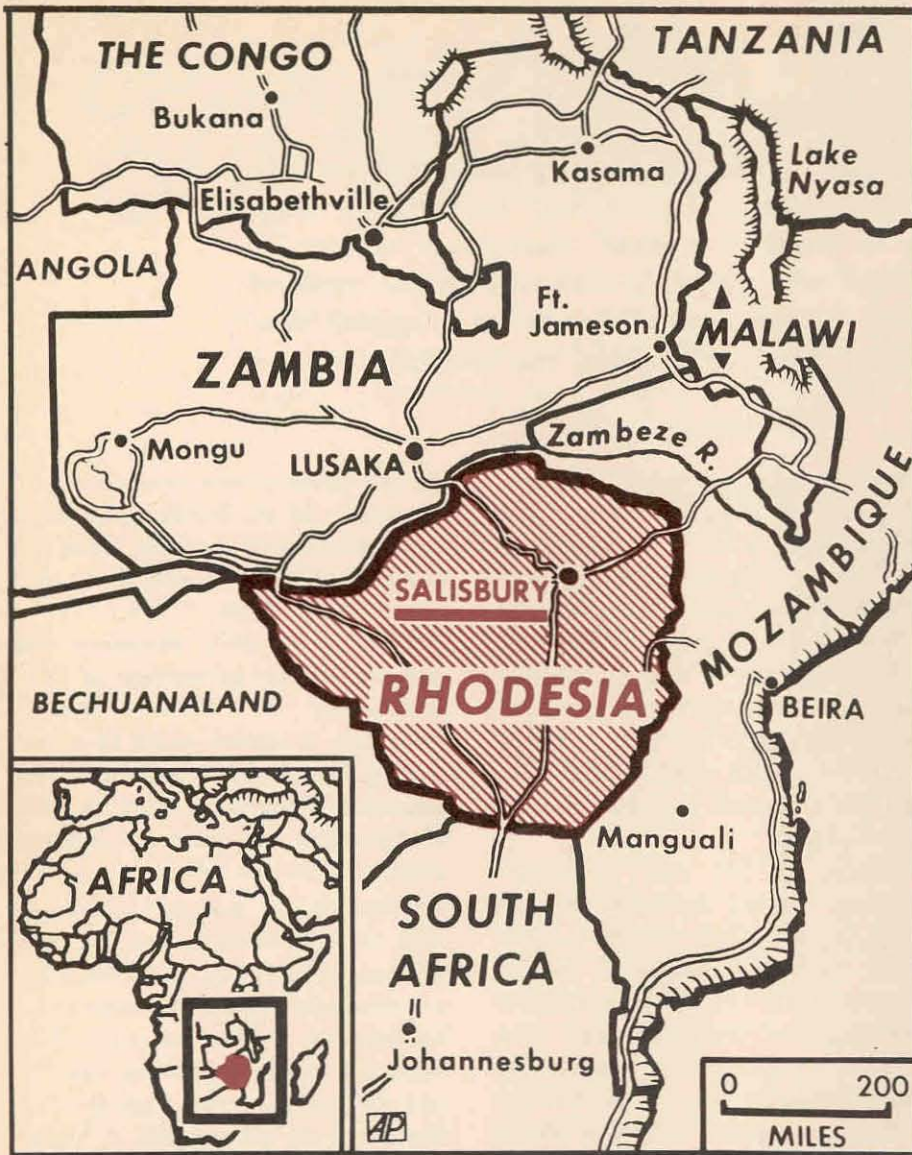 THE CONGO
TANZANIA
Bukana
Kasama
Lake
Nyasa
Elisabethville
ANGOLA
Ft.
Jameson
MALAWI
ZAMBIA
Mongu
LUSAKA
Zambeze R.
MOZAMBIQUE
SALISBURY
RHODESIA
BECHUANALAND
BEIRA
Manguali
AFRICA
SOUTH
AFRICA
Johannesburg
0 200
MILES
AP